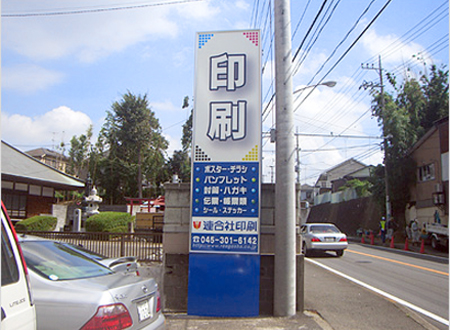 印刷
ポスター・チラシ
パンフレット
封筒・ハガキ
伝票・帳票類
シール・ステッカー
連合社印刷
☎045-301-6142